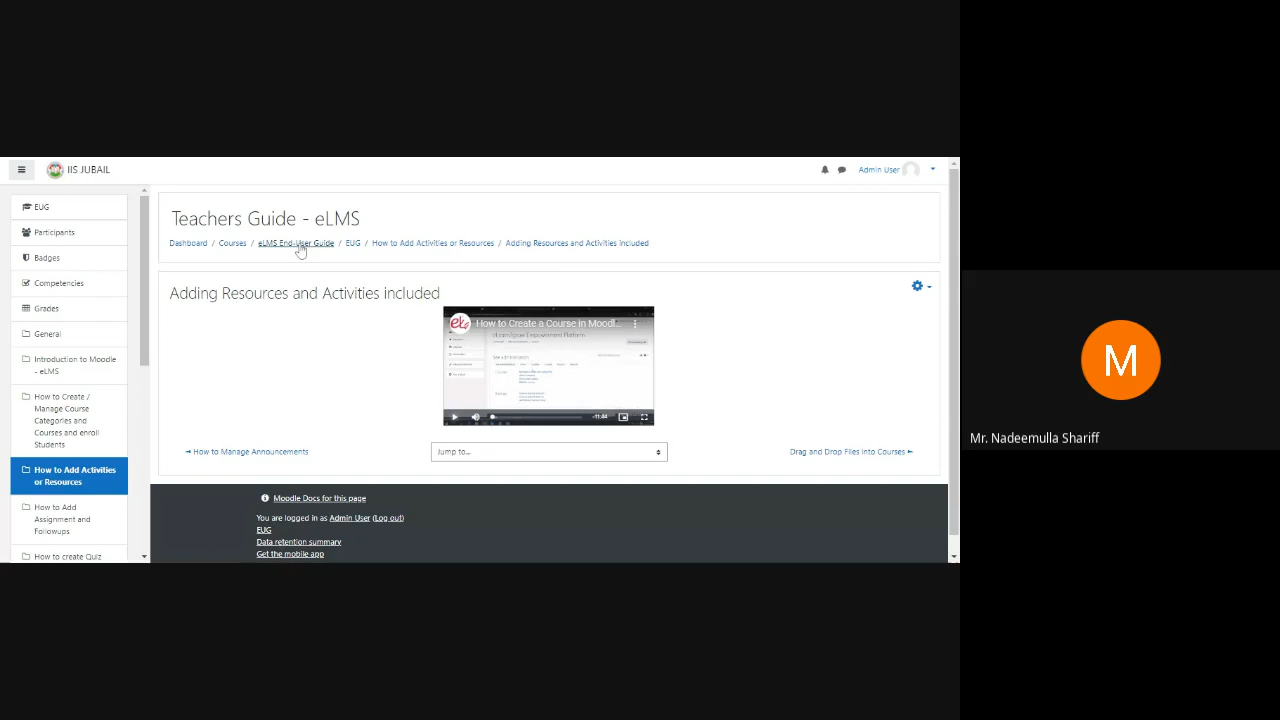 IIS JUBAIL
Admin User
EUG
Participants
Badges
Competencies
Grades
General
Introduction to Moodle
- eLMS
How to Create /
Manage Course
Categories
and Courses and enroll
Students
How to Add Activities
or Resources
How to Add
Assignment and
Followups
How to create Quiz
Teachers Guide - eLMS
Dashboard / Courses / eLMS End-User Guide / EUG / How to Add Activities or Resources / Adding Resources and Activities included
Adding Resources and Activities included
How to Create a Course in Moodl...
-11:44
How to Manage Announcements
Jump to...
Drag and Drop Files into Courses
Moodle Docs for this page
You are logged in as Admin User (Log out)
EUG
Data retention summary
Get the mobile app
M
Mr. Nadeemulla Shariff